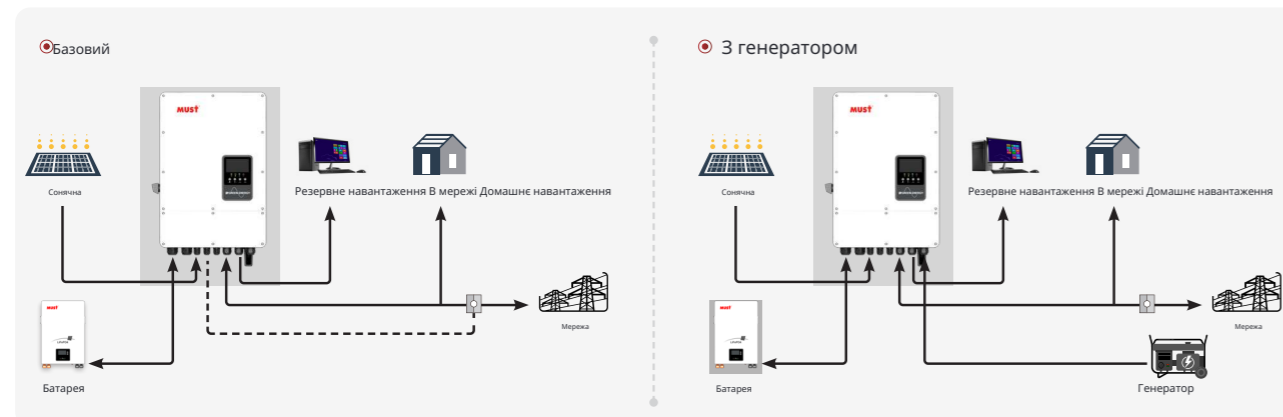 Базовий
MUST
Сонячна
Резервне навантаження В мережі Домашнє навантаження
MUST
Мережа
Батарея
З генератором
MUST
Сонячна
Резервне навантаження В мережі Домашнє навантаження
MUST
Мережа
Батарея
Генератор